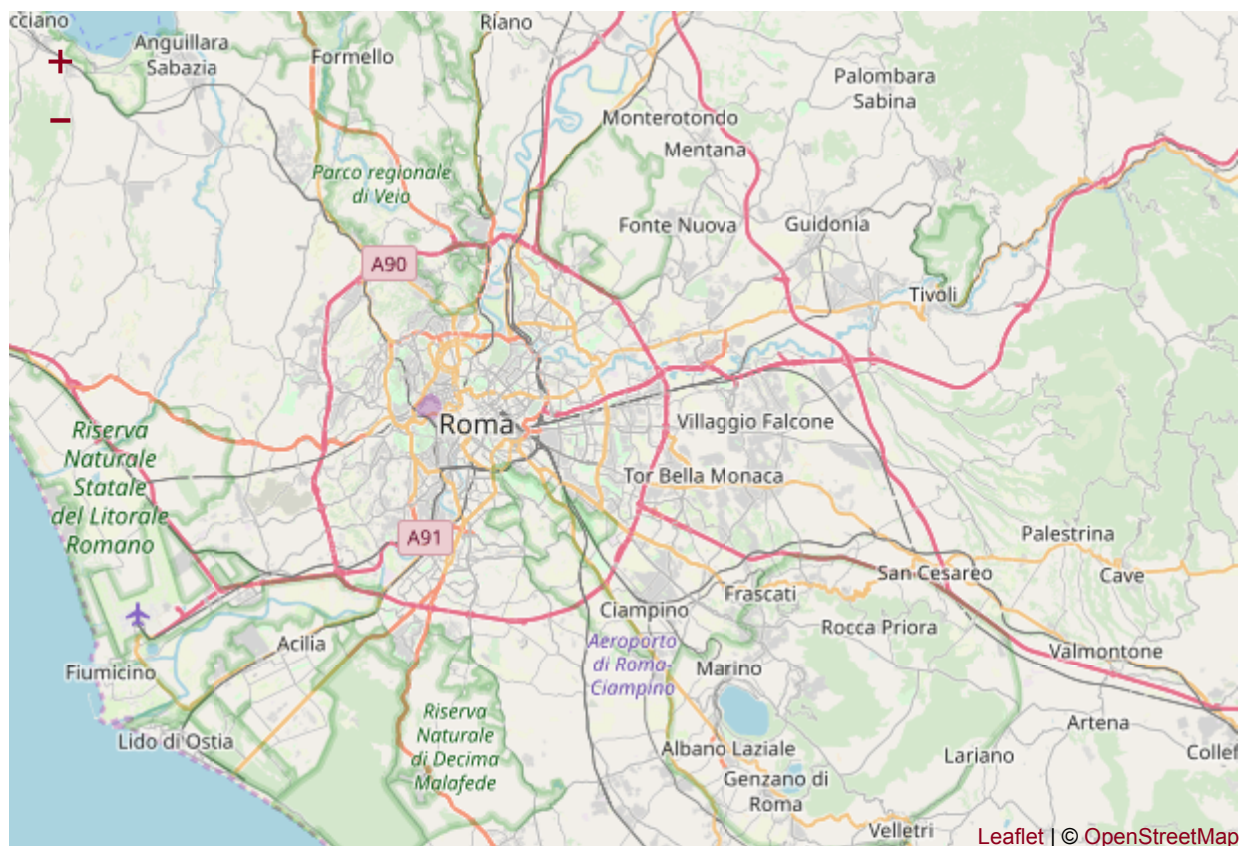 cciano
Riano
Anguillara
Sabazia
Formello
+
−
Palombara
Sabina
Monterotondo
Mentana
Parco regionale
di Veio
Fonte Nuova
Guidonia
A90
Tivoli
Roma
Villaggio Falcone
Riserva
Naturale
Statale
del Litorale
Romano
Tor Bella Monaca
A91
Palestrina
San Cesareo
Cave
Frascati
Ciampino
Rocca Priora
Acilia
Aeroporto
di Roma-
Ciampino
Marino
Valmontone
Fiumicino
Riserva
Naturale
di Decima
Malafede
Artena
Lido di Ostia
Albano Laziale
Lariano
Collef
Genzano di
Roma
Velletri
Leaflet | © OpenStreetMap